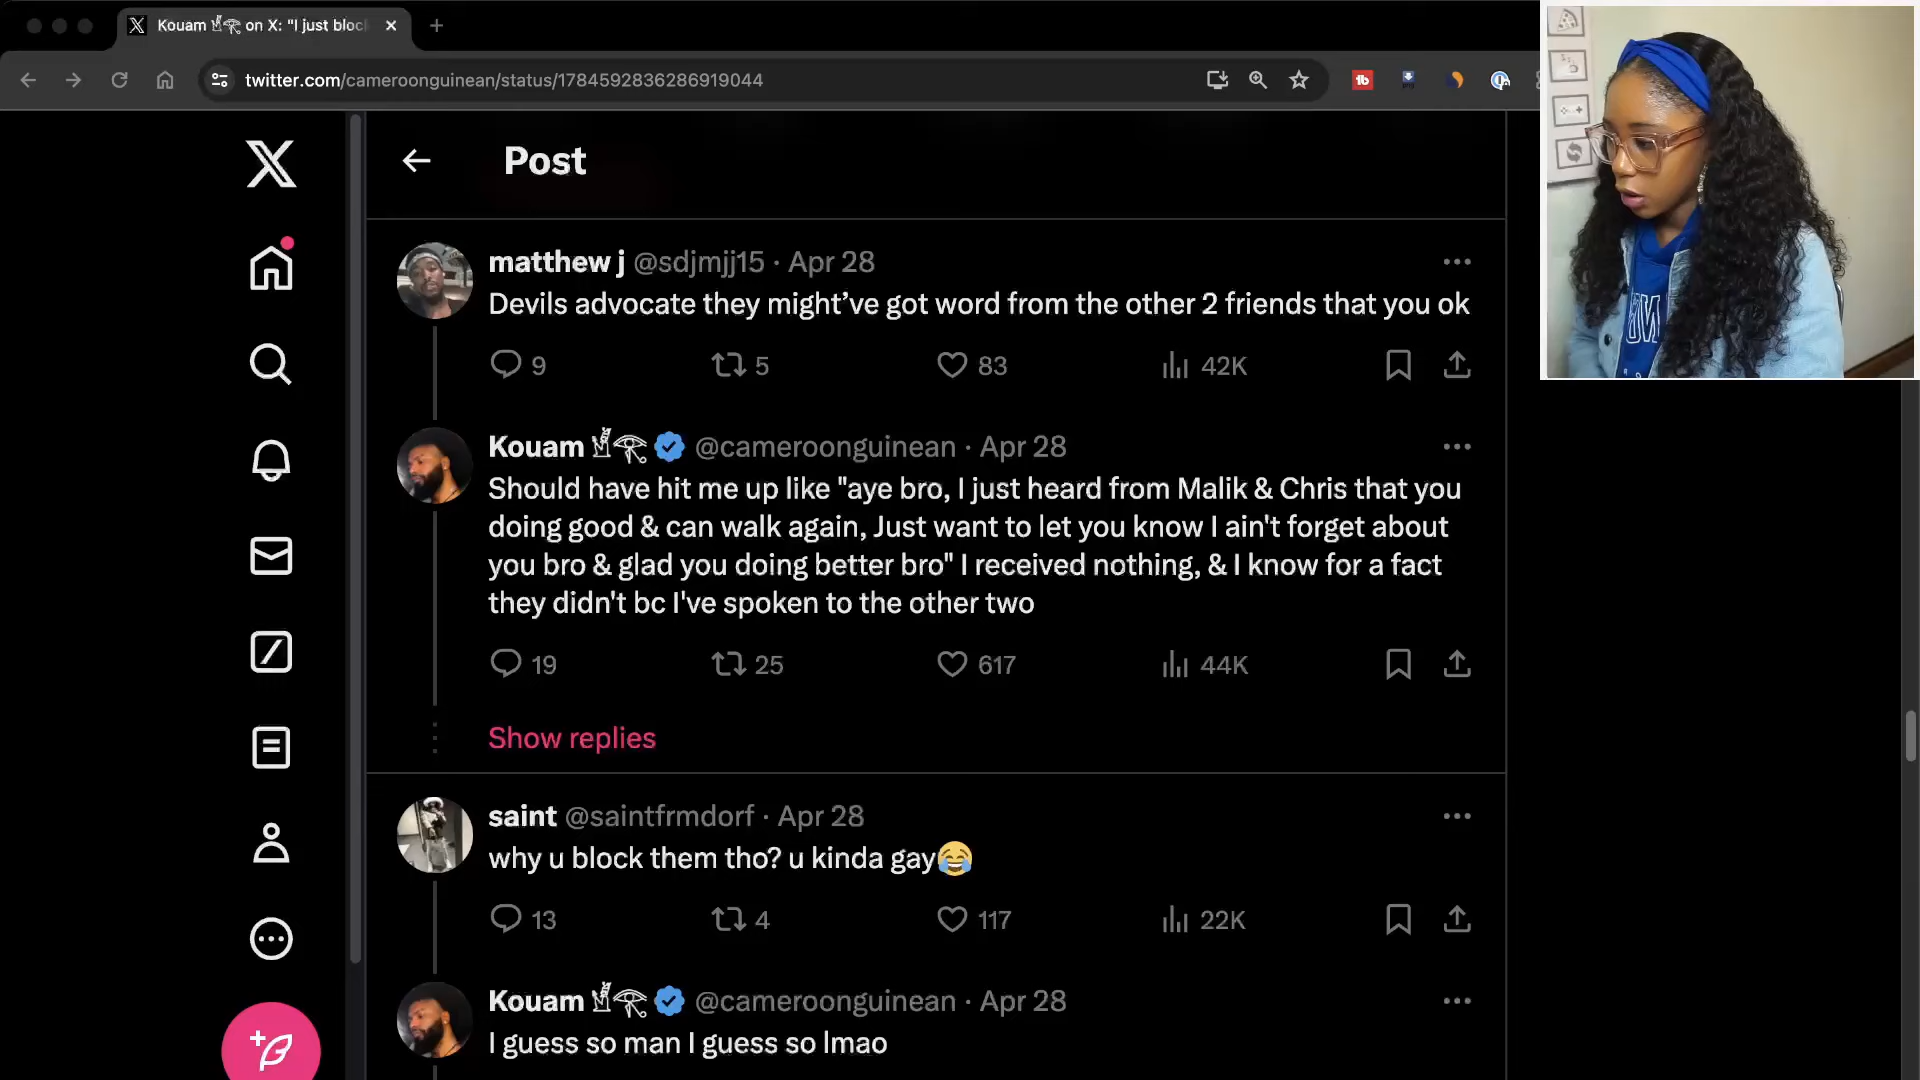 Kouam on X: "I just bloc
twitter.com/cameroonguinean/status/1784592836286919044
Post
matthew j @sdjmjj15 · Apr 28
Devils advocate they might’ve got word from the other 2 friends that you ok
9 5 83 42K
Kouam @cameroonguinean · Apr 28
Should have hit me up like "aye bro, I just heard from Malik & Chris that you
doing good & can walk again, Just want to let you know I ain't forget about
you bro & glad you doing better bro" I received nothing, & I know for a fact
they didn't bc I've spoken to the other two
19 25 617 44K
Show replies
saint @saintfrmdorf · Apr 28
why u block them tho? u kinda gay😂
13 4 117 22K
Kouam @cameroonguinean · Apr 28
I guess so man I guess so lmao